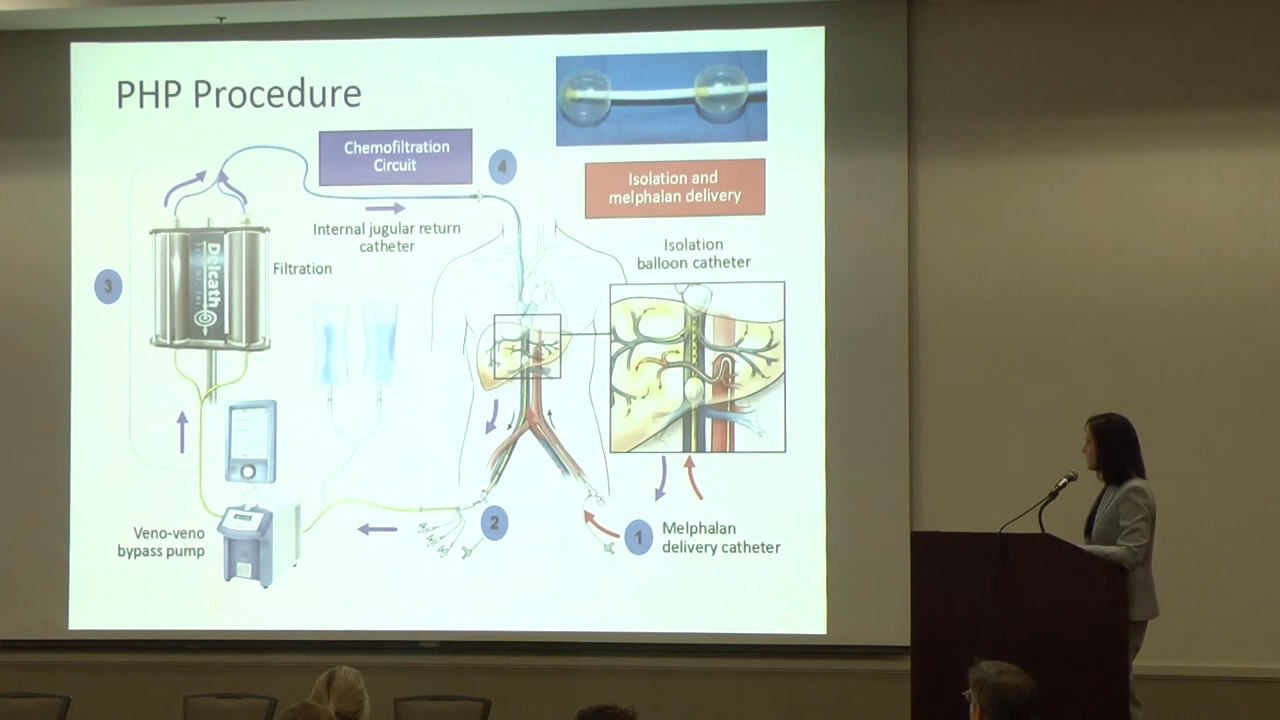 PHP Procedure
Chemofiltration
Circuit
4
Isolation and
melphalan delivery
Internal jugular return
catheter
Isolation
balloon catheter
Filtration
3
Delcath
2
1
Melphalan
delivery catheter
Veno-veno
bypass pump